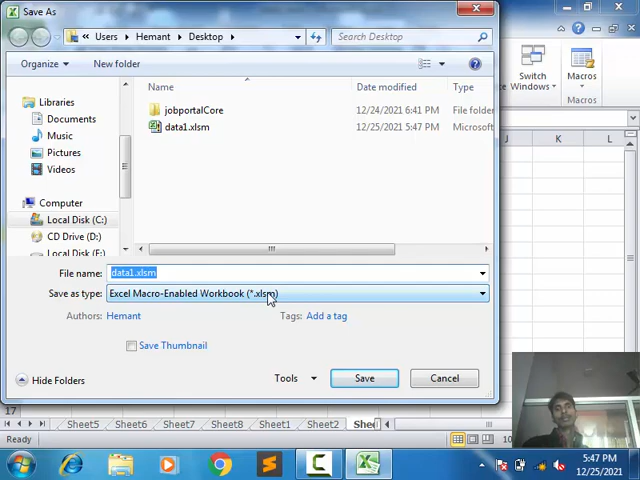 Save As
« Users ▸ Hemant ▸ Desktop ▸
Search Desktop
Organize ▾ New folder
Name Date modified Type
Libraries
Documents
Music
Pictures
Videos
Computer
Local Disk (C:)
CD Drive (D:)
Local Disk (F:)
jobportalCore 12/24/2021 6:41 PM File folder
data1.xlsm 12/25/2021 5:47 PM Microsoft
File name: data1.xlsm
Save as type: Excel Macro-Enabled Workbook (*.xlsm)
Authors: Hemant Tags: Add a tag
Save Thumbnail
Hide Folders Tools Save Cancel
Switch Windows ▾
Macros
Macros
J K L
17
Sheet5 Sheet6 Sheet7 Sheet8 Sheet1 Sheet2
Ready
5:47 PM
12/25/2021